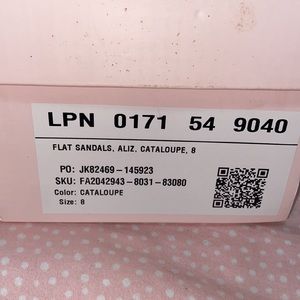 LPN 0171 54 9040
FLAT SANDALS, ALIZ, CATALOUPE, 8
PO: JK82469-145923
SKU: FA2042943-8031-83080
Color: CATALOUPE
Size: 8